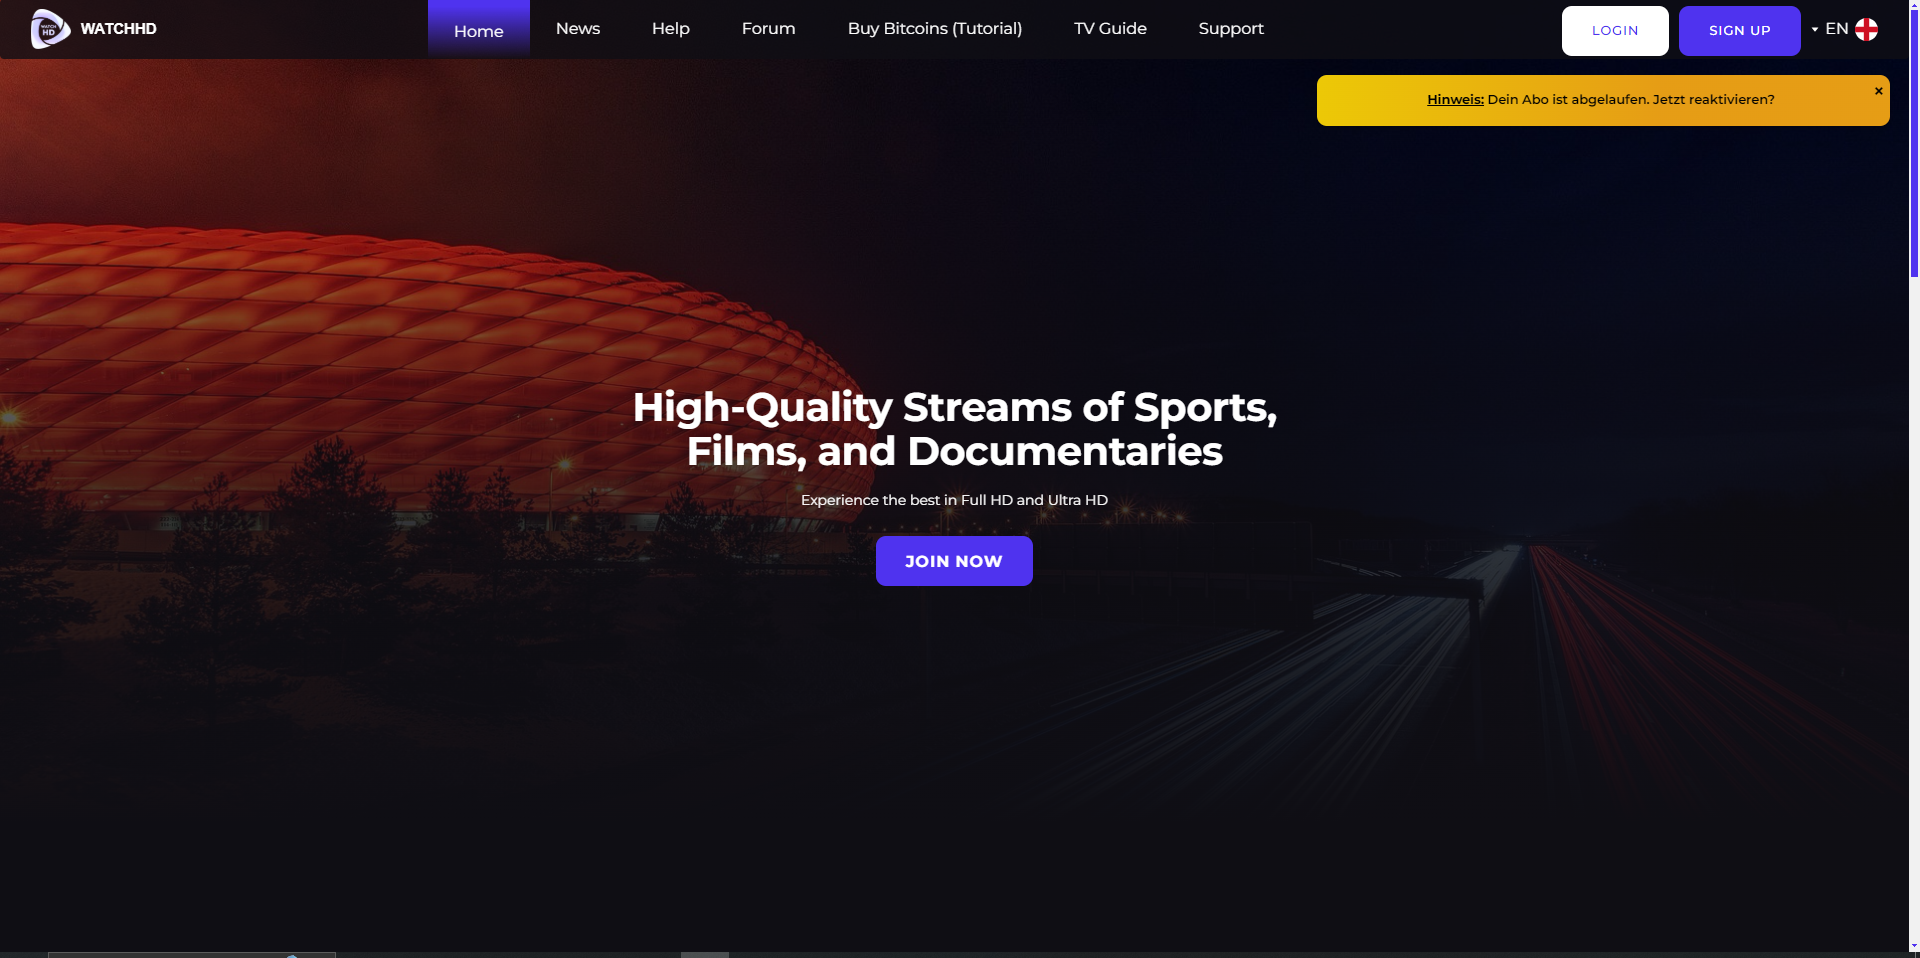 WATCH HD
WATCHHD
Home
News
Help
Forum
Buy Bitcoins (Tutorial)
TV Guide
Support
LOGIN
SIGN UP
EN
Hinweis: Dein Abo ist abgelaufen. Jetzt reaktivieren?
×
High-Quality Streams of Sports,
Films, and Documentaries
Experience the best in Full HD and Ultra HD
JOIN NOW